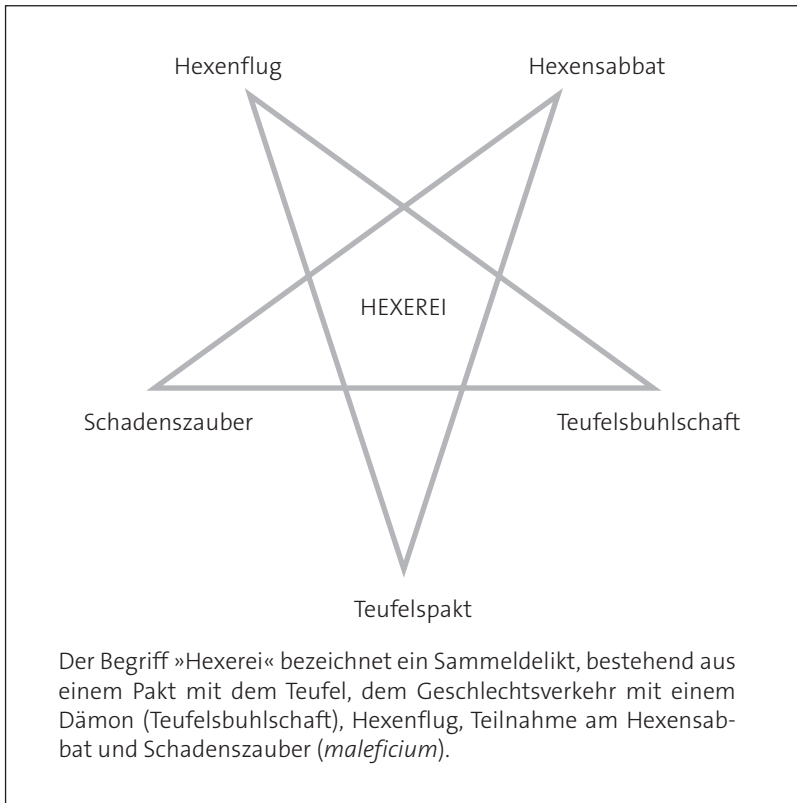 Hexenflug
Hexensabbat
HEXEREI
Schadenszauber
Teufelsbuhlschaft
Teufelspakt
Der Begriff »Hexerei« bezeichnet ein Sammeldelikt, bestehend aus
einem Pakt mit dem Teufel, dem Geschlechtsverkehr mit einem
Dämon (Teufelsbuhlschaft), Hexenflug, Teilnahme am Hexensab-
bat und Schadenszauber (maleficium).